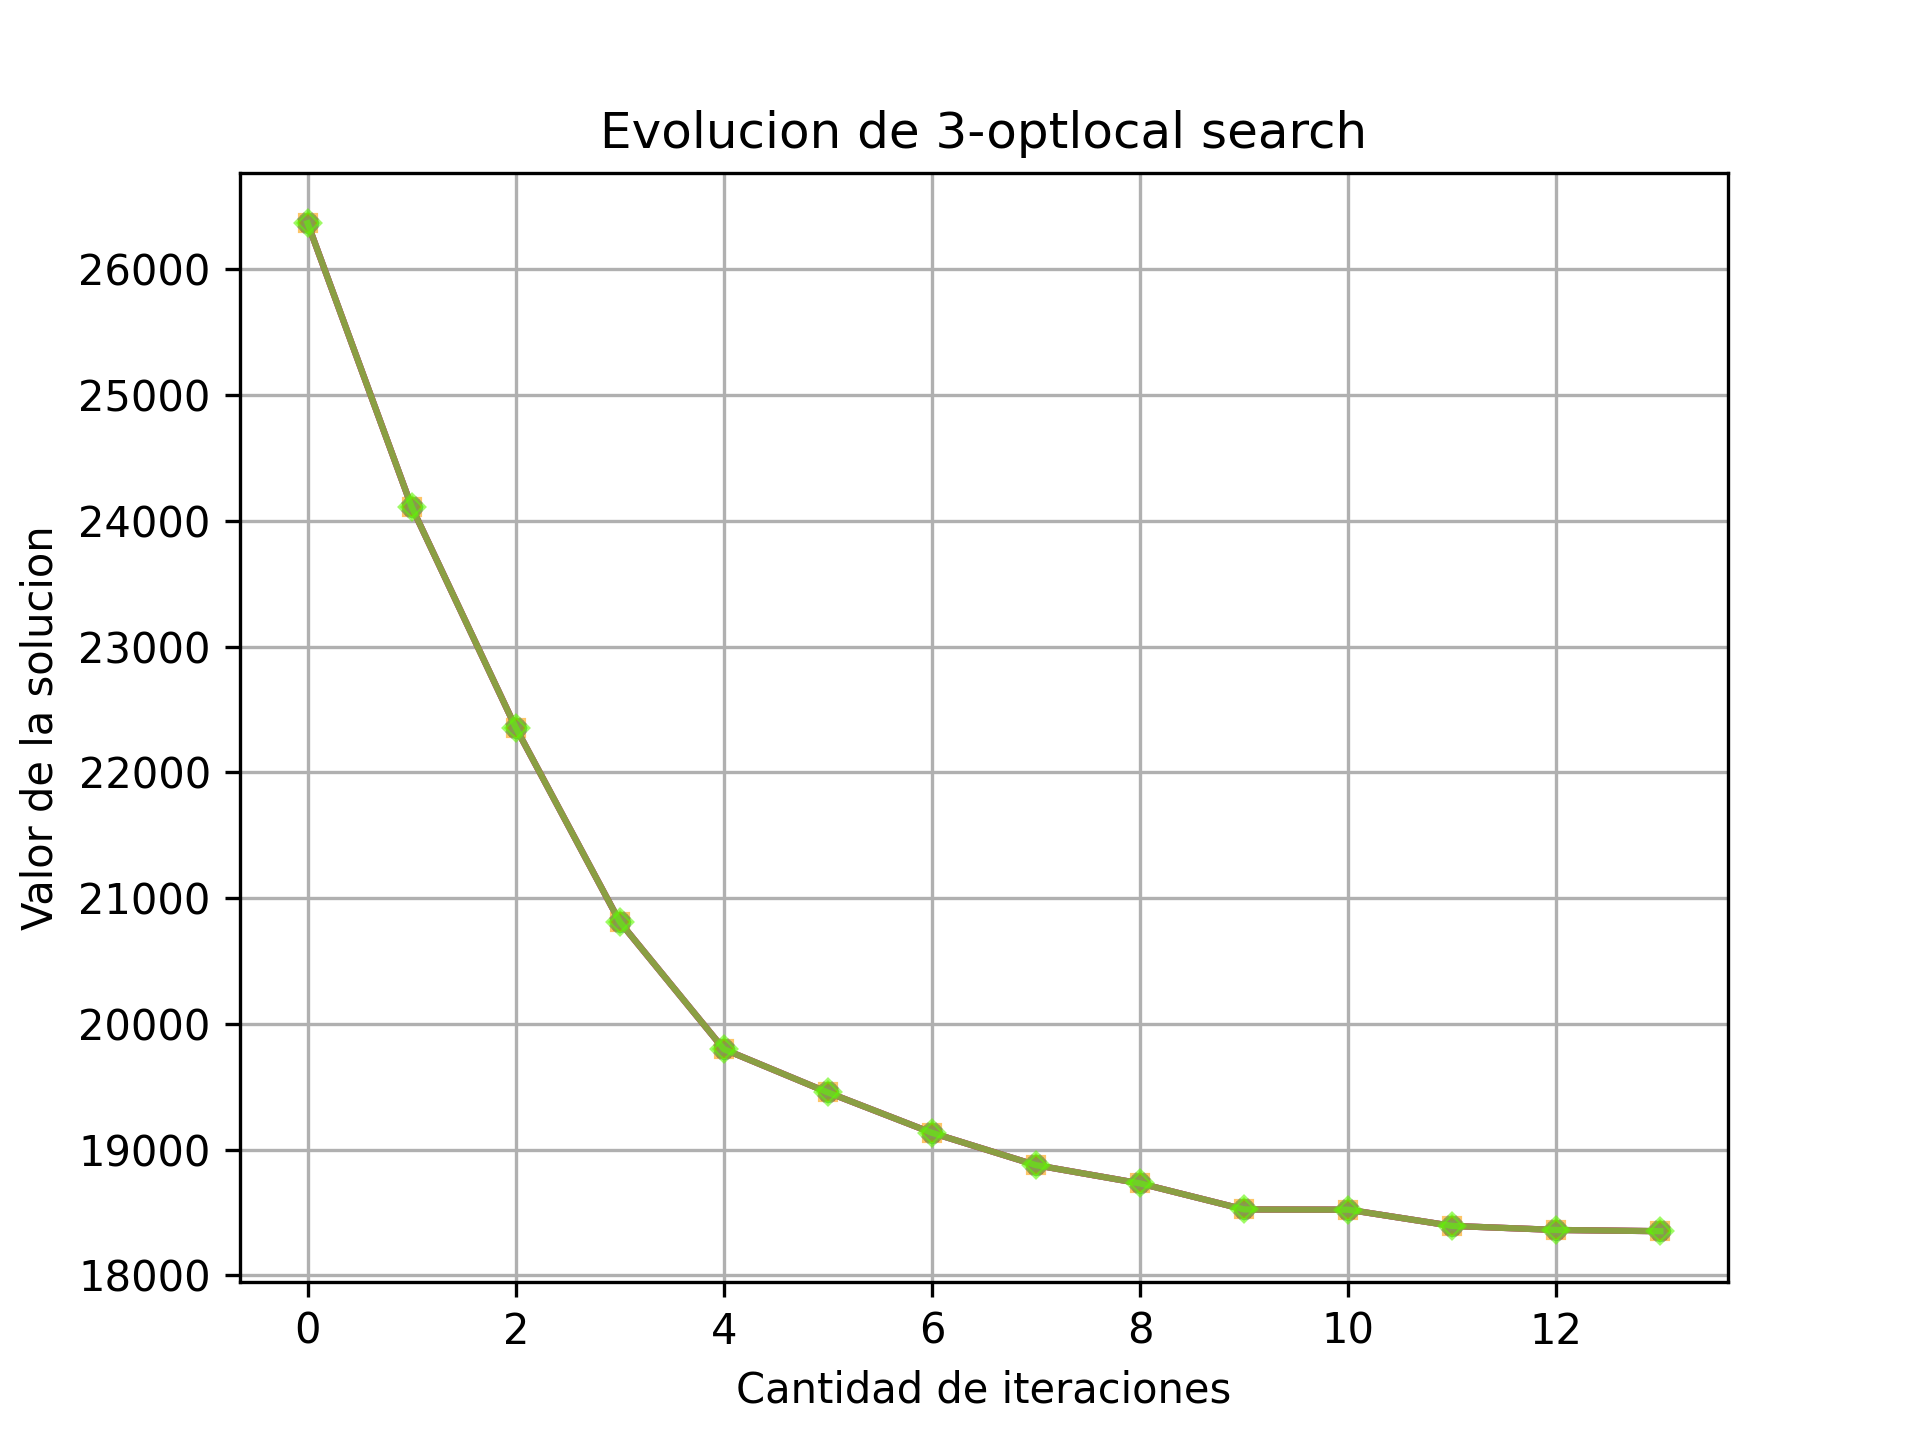 Evolucion de 3-optlocal search
Valor de la solucion
26000
25000
24000
23000
22000
21000
20000
19000
18000
0 2 4 6 8 10 12
Cantidad de iteraciones